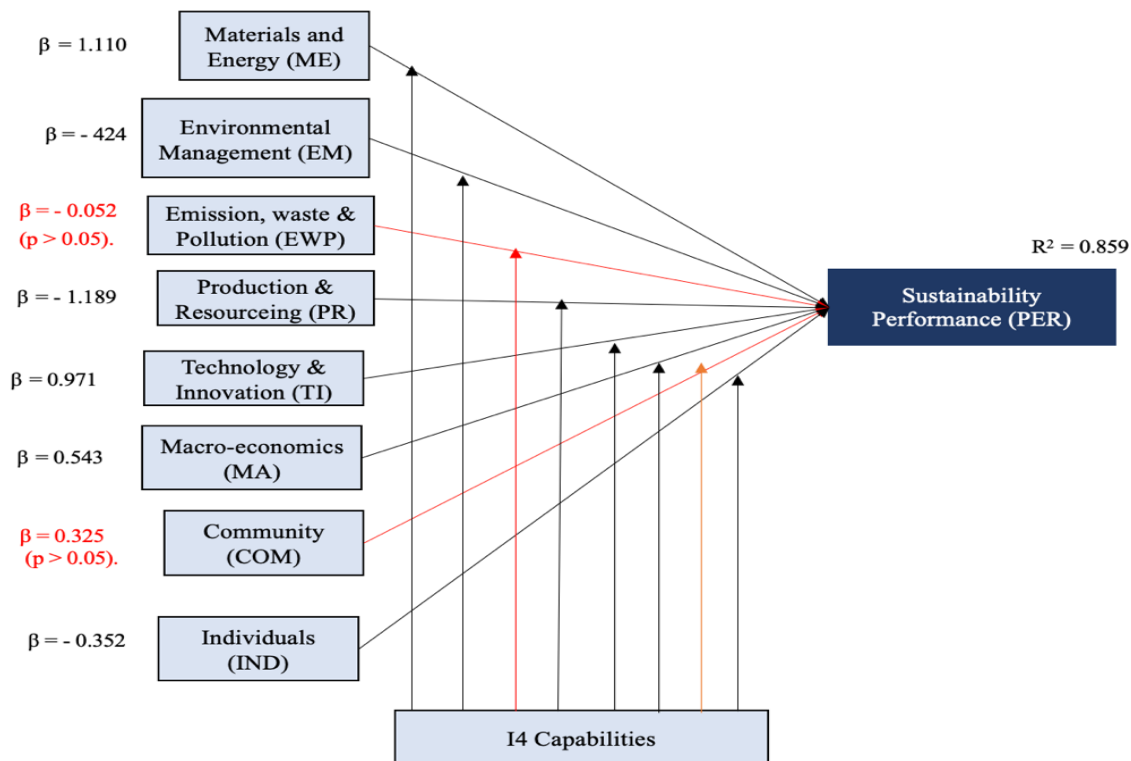 β = 1.110
Materials and
Energy (ME)
β = - 424
Environmental
Management (EM)
β = - 0.052
(p > 0.05).
Emission, waste &
Pollution (EWP)
R² = 0.859
β = - 1.189
Production &
Resourceing (PR)
Sustainability
Performance (PER)
β = 0.971
Technology &
Innovation (TI)
β = 0.543
Macro-economics
(MA)
β = 0.325
(p > 0.05).
Community
(COM)
β = - 0.352
Individuals
(IND)
I4 Capabilities